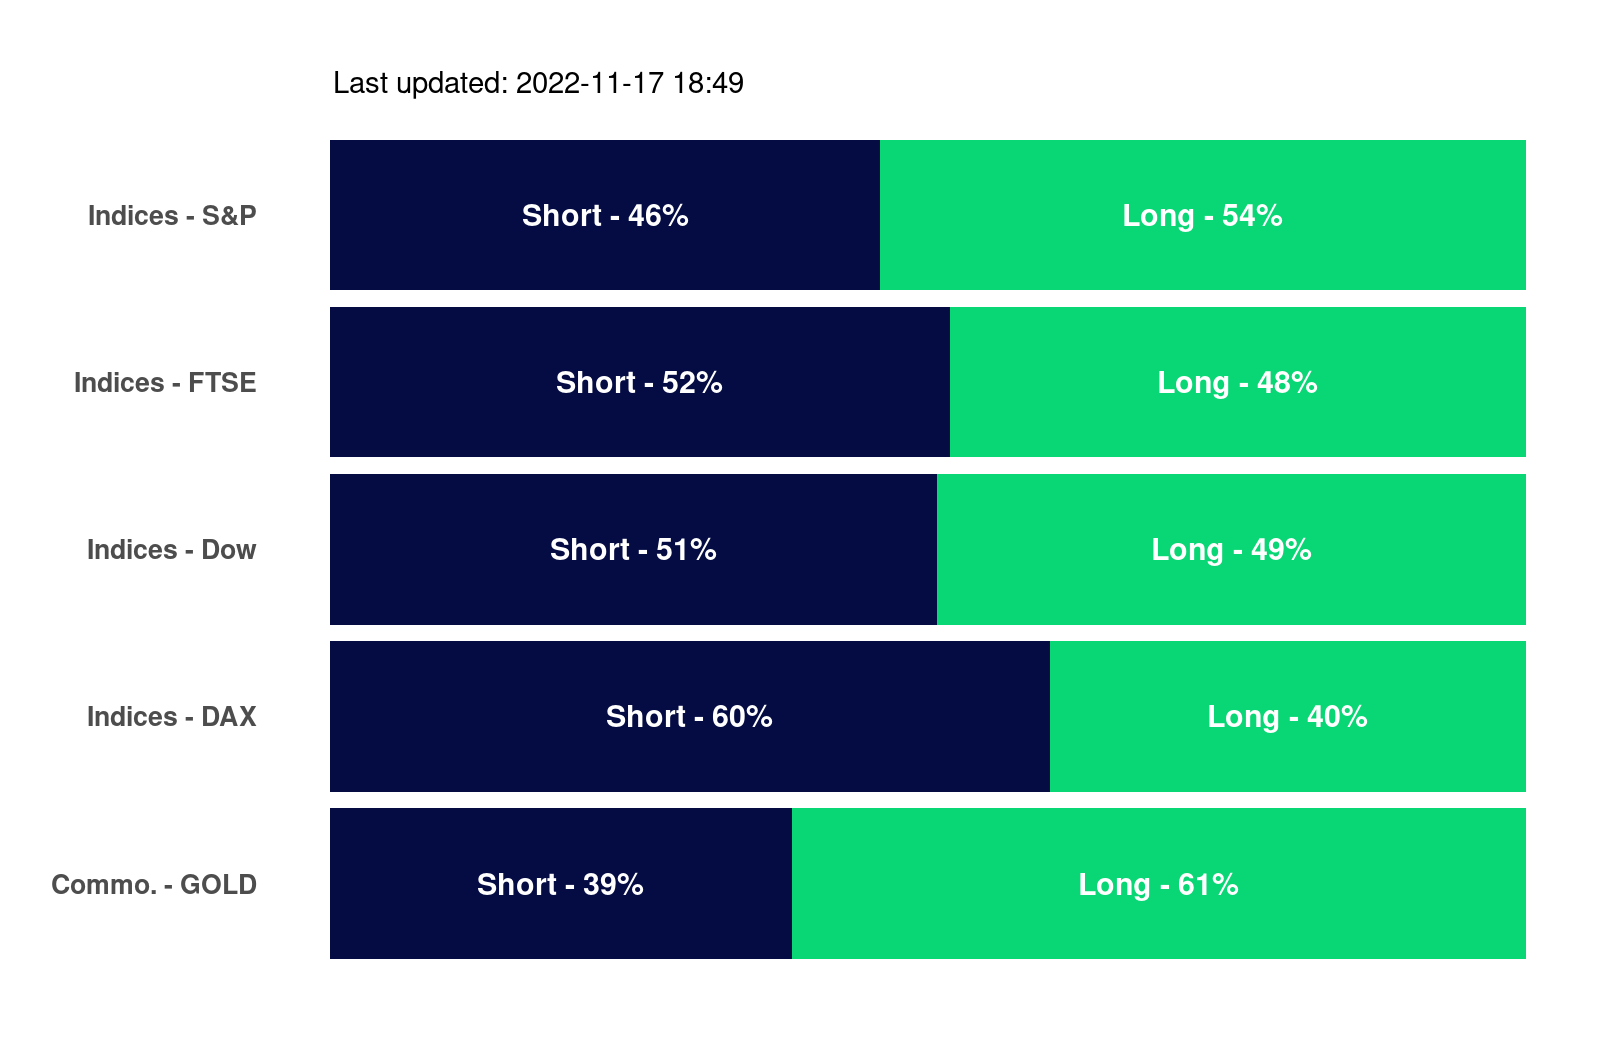 Last updated: 2022-11-17 18:49
Indices - S&P Short - 46% Long - 54%
Indices - FTSE Short - 52% Long - 48%
Indices - Dow Short - 51% Long - 49%
Indices - DAX Short - 60% Long - 40%
Commo. - GOLD Short - 39% Long - 61%